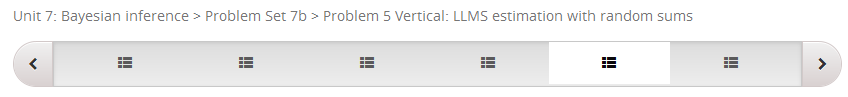 Unit 7: Bayesian inference > Problem Set 7b > Problem 5 Vertical: LLMS estimation with random sums